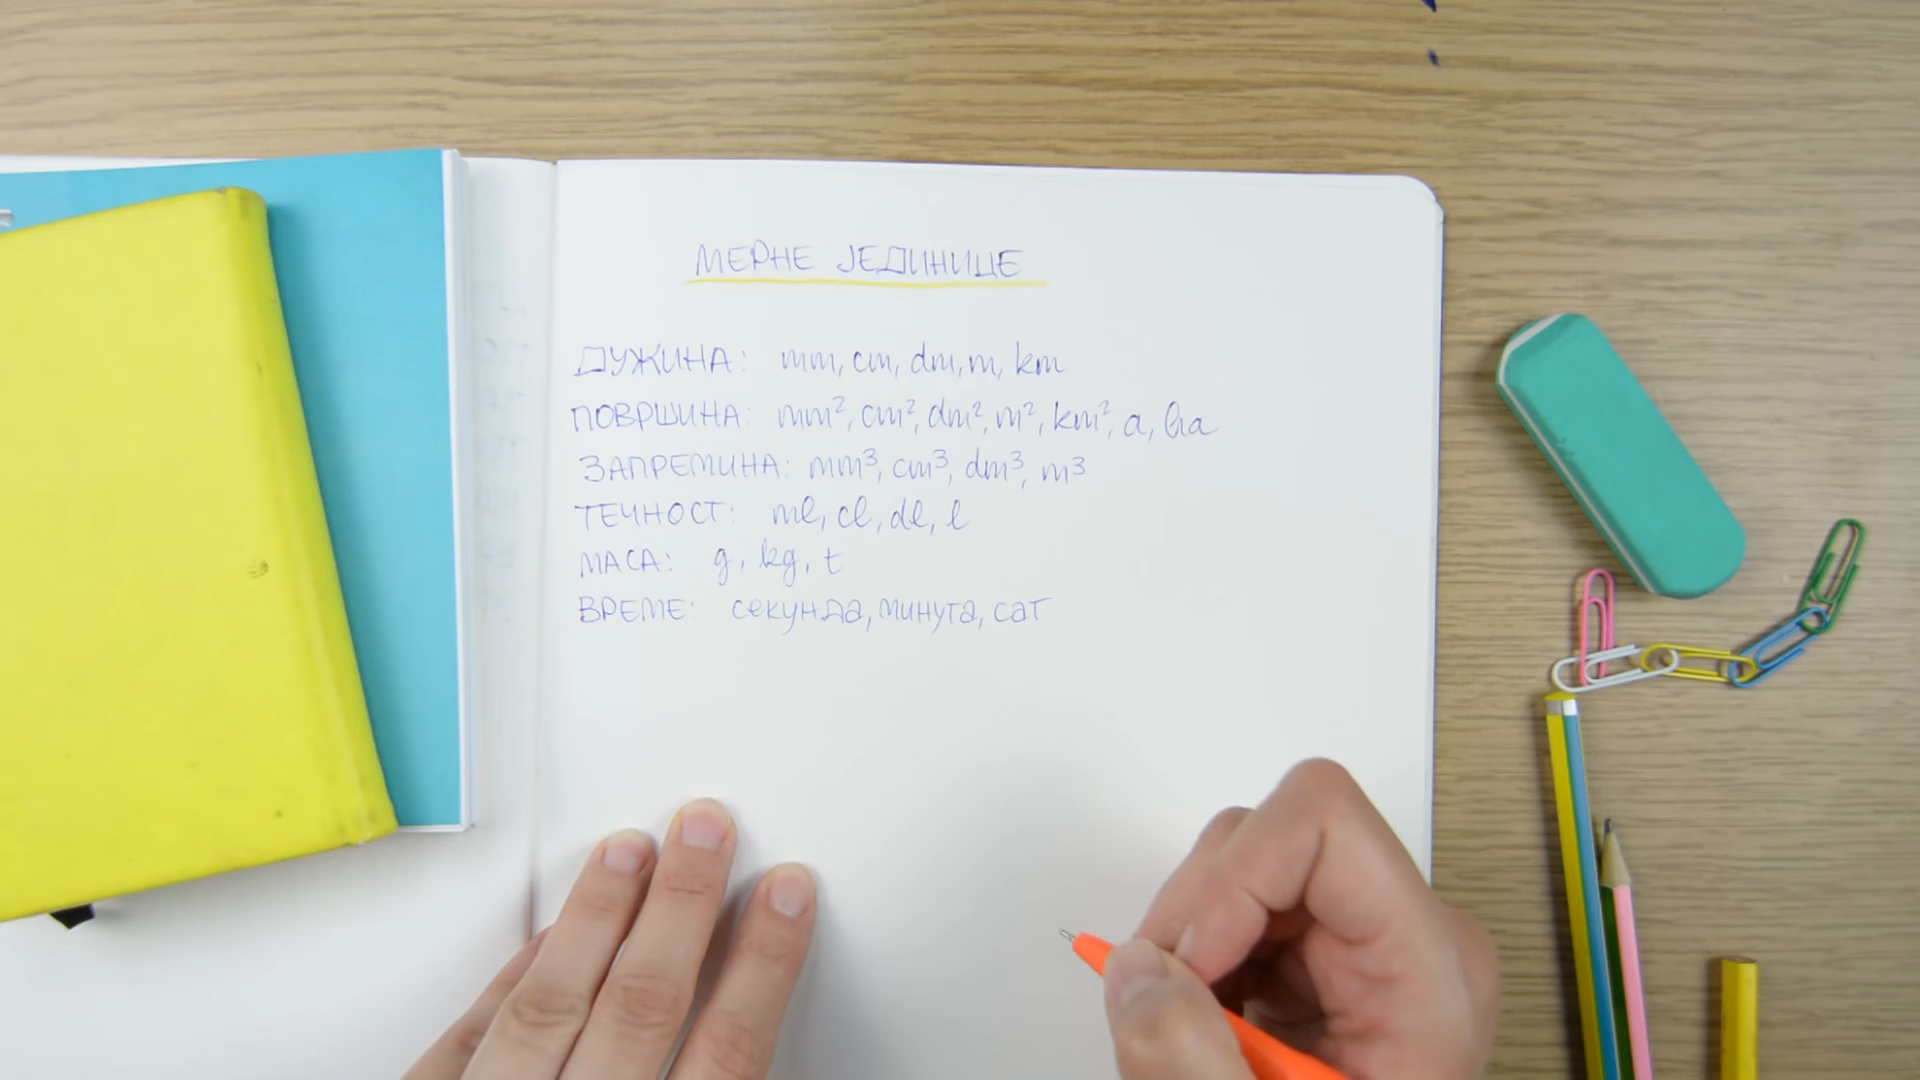 МЕРНЕ ЈЕДИНИЦЕ
ДУЖИНА: mm, cm, dm, m, km
ПОВРШИНА: mm², cm², dm², m², km², a, ha
ЗАПРЕМИНА: mm³, cm³, dm³, m³
ТЕЧНОСТ: ml, cl, dl, l
МАСА: g, kg, t
ВРЕМЕ: секунда, минута, сат